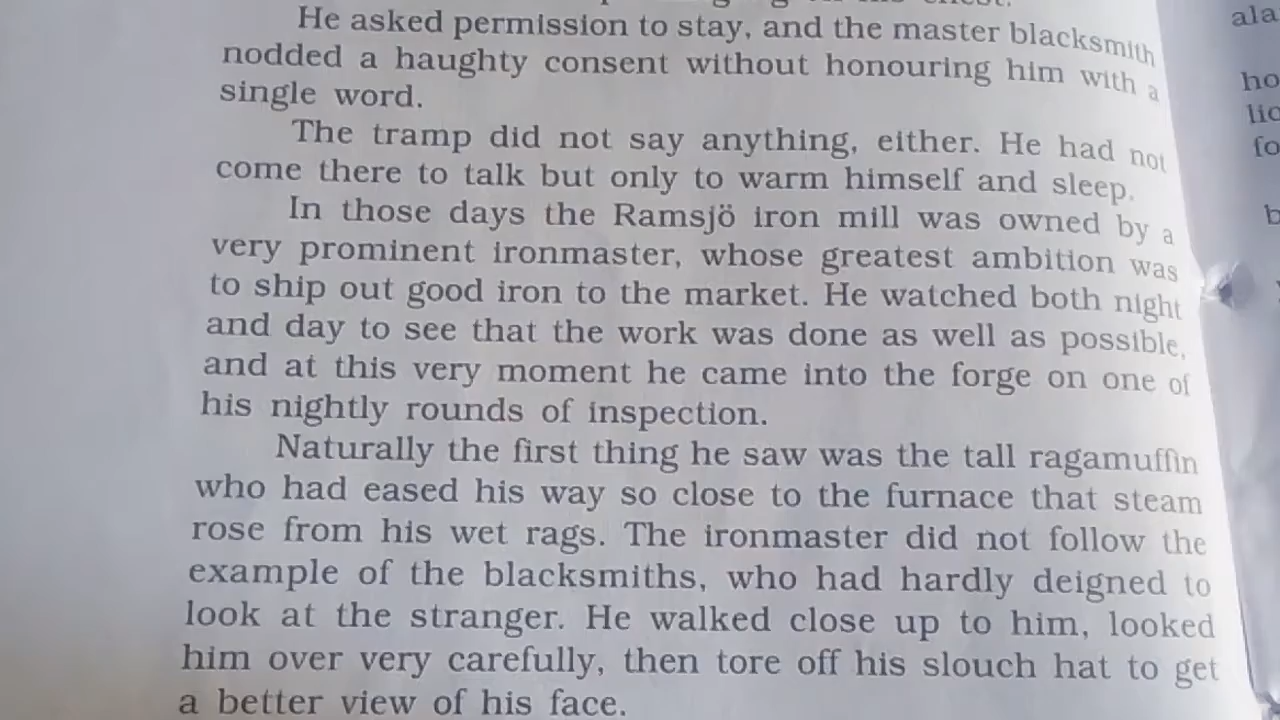 He asked permission to stay, and the master blacksmith
nodded a haughty consent without honouring him with a
single word.
The tramp did not say anything, either. He had not
come there to talk but only to warm himself and sleep.
In those days the Ramsjö iron mill was owned by a
very prominent ironmaster, whose greatest ambition was
to ship out good iron to the market. He watched both night
and day to see that the work was done as well as possible,
and at this very moment he came into the forge on one of
his nightly rounds of inspection.
Naturally the first thing he saw was the tall ragamuffin
who had eased his way so close to the furnace that steam
rose from his wet rags. The ironmaster did not follow the
example of the blacksmiths, who had hardly deigned to
look at the stranger. He walked close up to him, looked
him over very carefully, then tore off his slouch hat to get
a better view of his face.